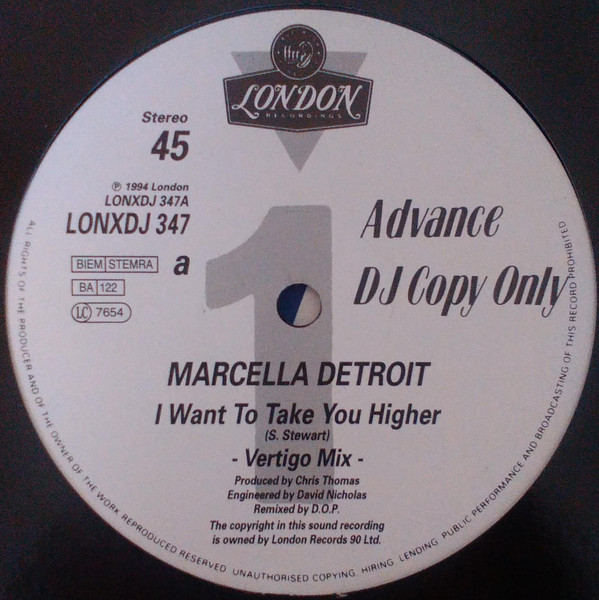 ffrr
LONDON
RECORDINGS
Stereo
45
℗ 1994 London
LONXDJ 347A
LONXDJ 347
BIEM STEMRA
a
BA 122
LC 7654
1
Advance
DJ Copy Only
MARCELLA DETROIT
I Want To Take You Higher
(S. Stewart)
- Vertigo Mix -
Produced by Chris Thomas
Engineered by David Nicholas
Remixed by D.O.P.
The copyright in this sound recording
is owned by London Records 90 Ltd.
ALL RIGHTS OF THE PRODUCER AND OF THE OWNER OF THE WORK REPRODUCED RESERVED. UNAUTHORISED COPYING, HIRING, LENDING, PUBLIC PERFORMANCE AND BROADCASTING OF THIS RECORD PROHIBITED